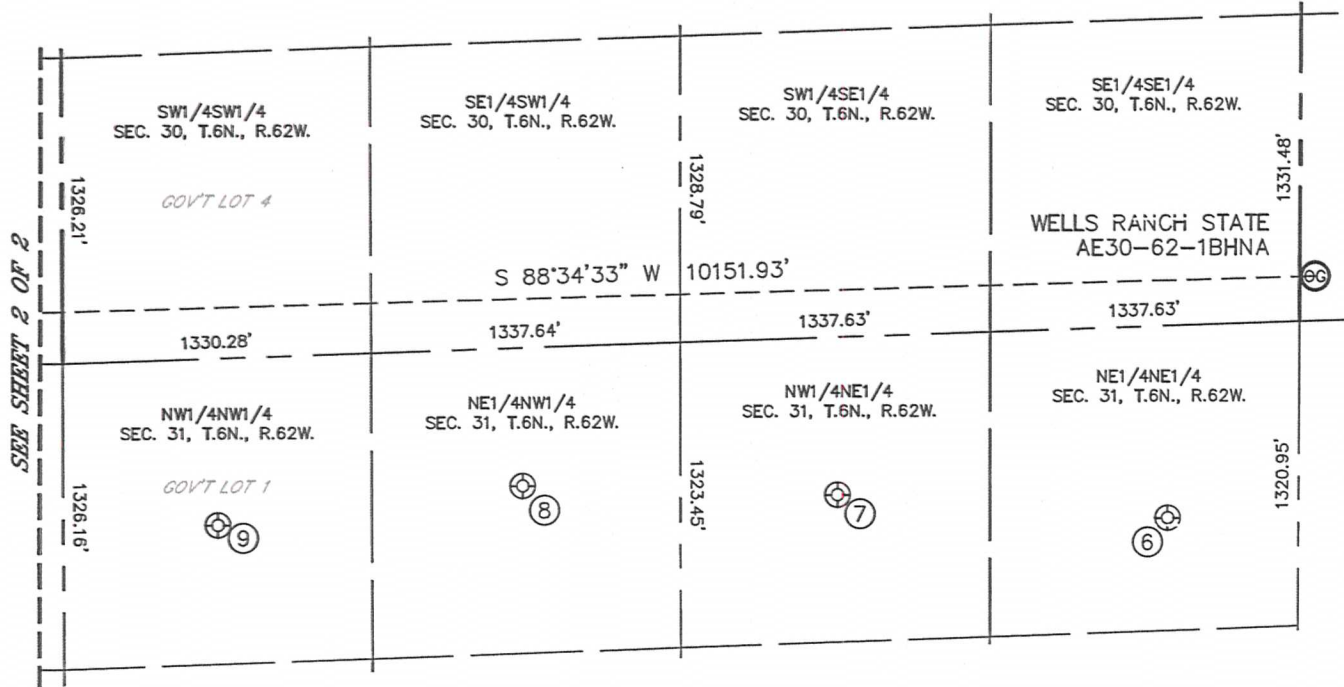 SEE SHEET 2 OF 2
SW1/4SW1/4
SEC. 30, T.6N., R.62W.
GOV'T LOT 4
SE1/4SW1/4
SEC. 30, T.6N., R.62W.
SW1/4SE1/4
SEC. 30, T.6N., R.62W.
SE1/4SE1/4
SEC. 30, T.6N., R.62W.
1326.21'
1328.79'
1331.48'
WELLS RANCH STATE
AE30-62-1BHNA
S 88°34'33" W 10151.93'
OG
1330.28'
1337.64'
1337.63'
1337.63'
NW1/4NW1/4
SEC. 31, T.6N., R.62W.
GOV'T LOT 1
NE1/4NW1/4
SEC. 31, T.6N., R.62W.
NW1/4NE1/4
SEC. 31, T.6N., R.62W.
NE1/4NE1/4
SEC. 31, T.6N., R.62W.
1326.16'
1323.45'
1320.95'
9
8
7
6